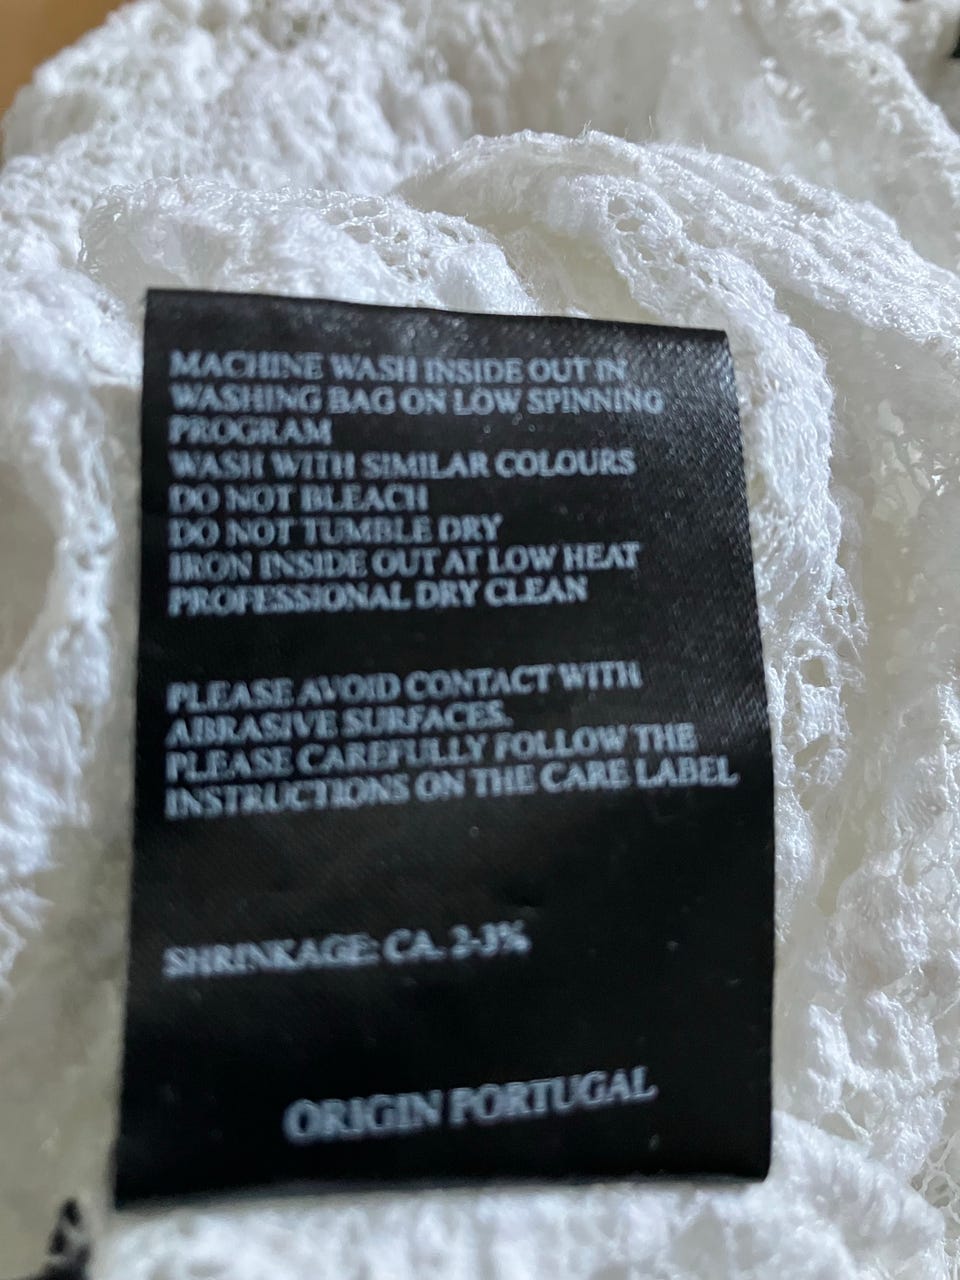 MACHINE WASH INSIDE OUT IN
WASHING BAG ON LOW SPINNING
PROGRAM
WASH WITH SIMILAR COLOURS
DO NOT BLEACH
DO NOT TUMBLE DRY
IRON INSIDE OUT AT LOW HEAT
PROFESSIONAL DRY CLEAN
PLEASE AVOID CONTACT WITH
ABRASIVE SURFACES.
PLEASE CAREFULLY FOLLOW THE
INSTRUCTIONS ON THE CARE LABEL
SHRINKAGE: CA. 2-3%
ORIGIN PORTUGAL